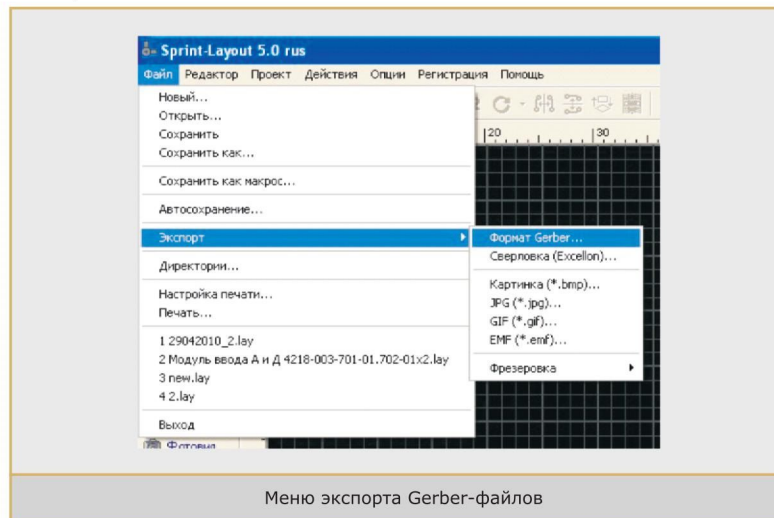 Sprint-Layout 5.0 rus
Файл Редактор Проект Действия Опции Регистрация Помощь
Новый...
Открыть...
Сохранить
Сохранить как...
20 30
Сохранить как макрос...
Автосохранение...
Экспорт
Формат Gerber...
Сверловка (Excellon)...
Директории...
Картинка (*.bmp)...
Настройка печати...
JPG (*.jpg)...
Печать...
GIF (*.gif)...
EMF (*.emf)...
1 29042010_2.lay
2 Модуль ввода А и Д 4218-003-701-01.702-01x2.lay
Фрезеровка
3 new.lay
4 2.lay
Выход
Фотовид
Меню экспорта Gerber-файлов